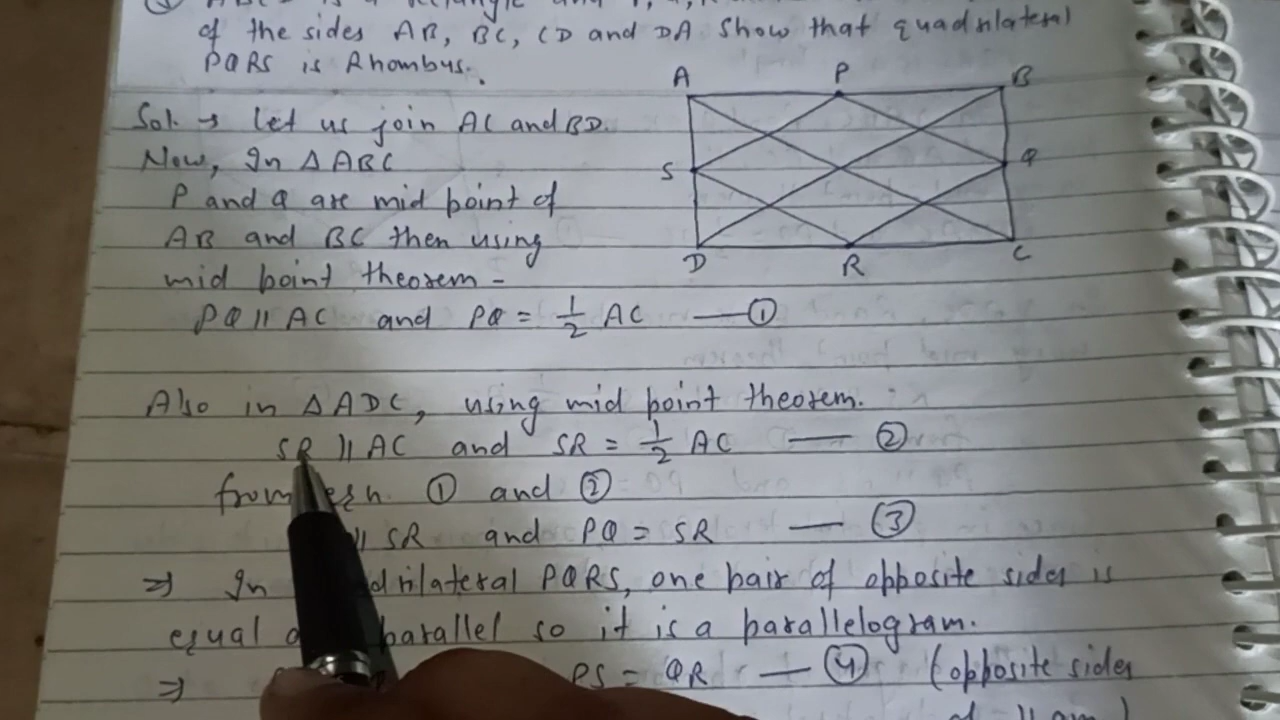 of the sides AB, BC, CD and DA Show that quadrilateral
PQRS is Rhombus.
A P B
S Q
D R C
Sol. → Let us join AC and BD.
Now, In △ABC
P and Q are mid point of
AB and BC then using
mid point theorem -
PQ || AC and PQ = 1/2 AC —①
Also in △ADC, using mid point theorem.
SR || AC and SR = 1/2 AC — ②
from eqn. ① and ②
|| SR and PQ = SR — ③
⇒ In drilateral PQRS, one pair of opposite sides is
equal parallel so it is a parallelogram.
⇒ PS = QR — ④ (opposite sides
of ||gm)